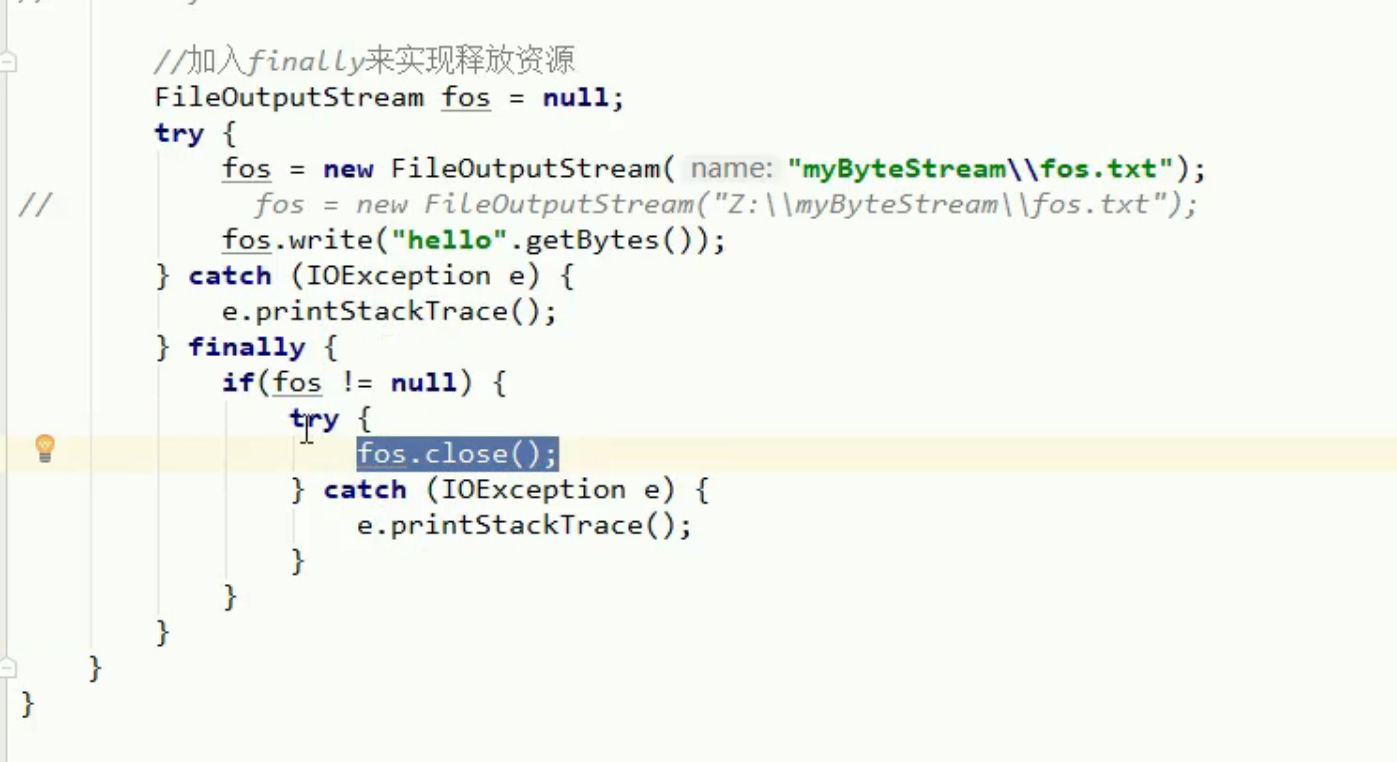 //加入finally来实现释放资源
FileOutputStream fos = null;
try {
fos = new FileOutputStream( name: "myByteStream\\fos.txt");
// fos = new FileOutputStream("Z:\\myByteStream\\fos.txt");
fos.write("hello".getBytes());
} catch (IOException e) {
e.printStackTrace();
} finally {
if(fos != null) {
try {
fos.close();
} catch (IOException e) {
e.printStackTrace();
}
}
}
}
}